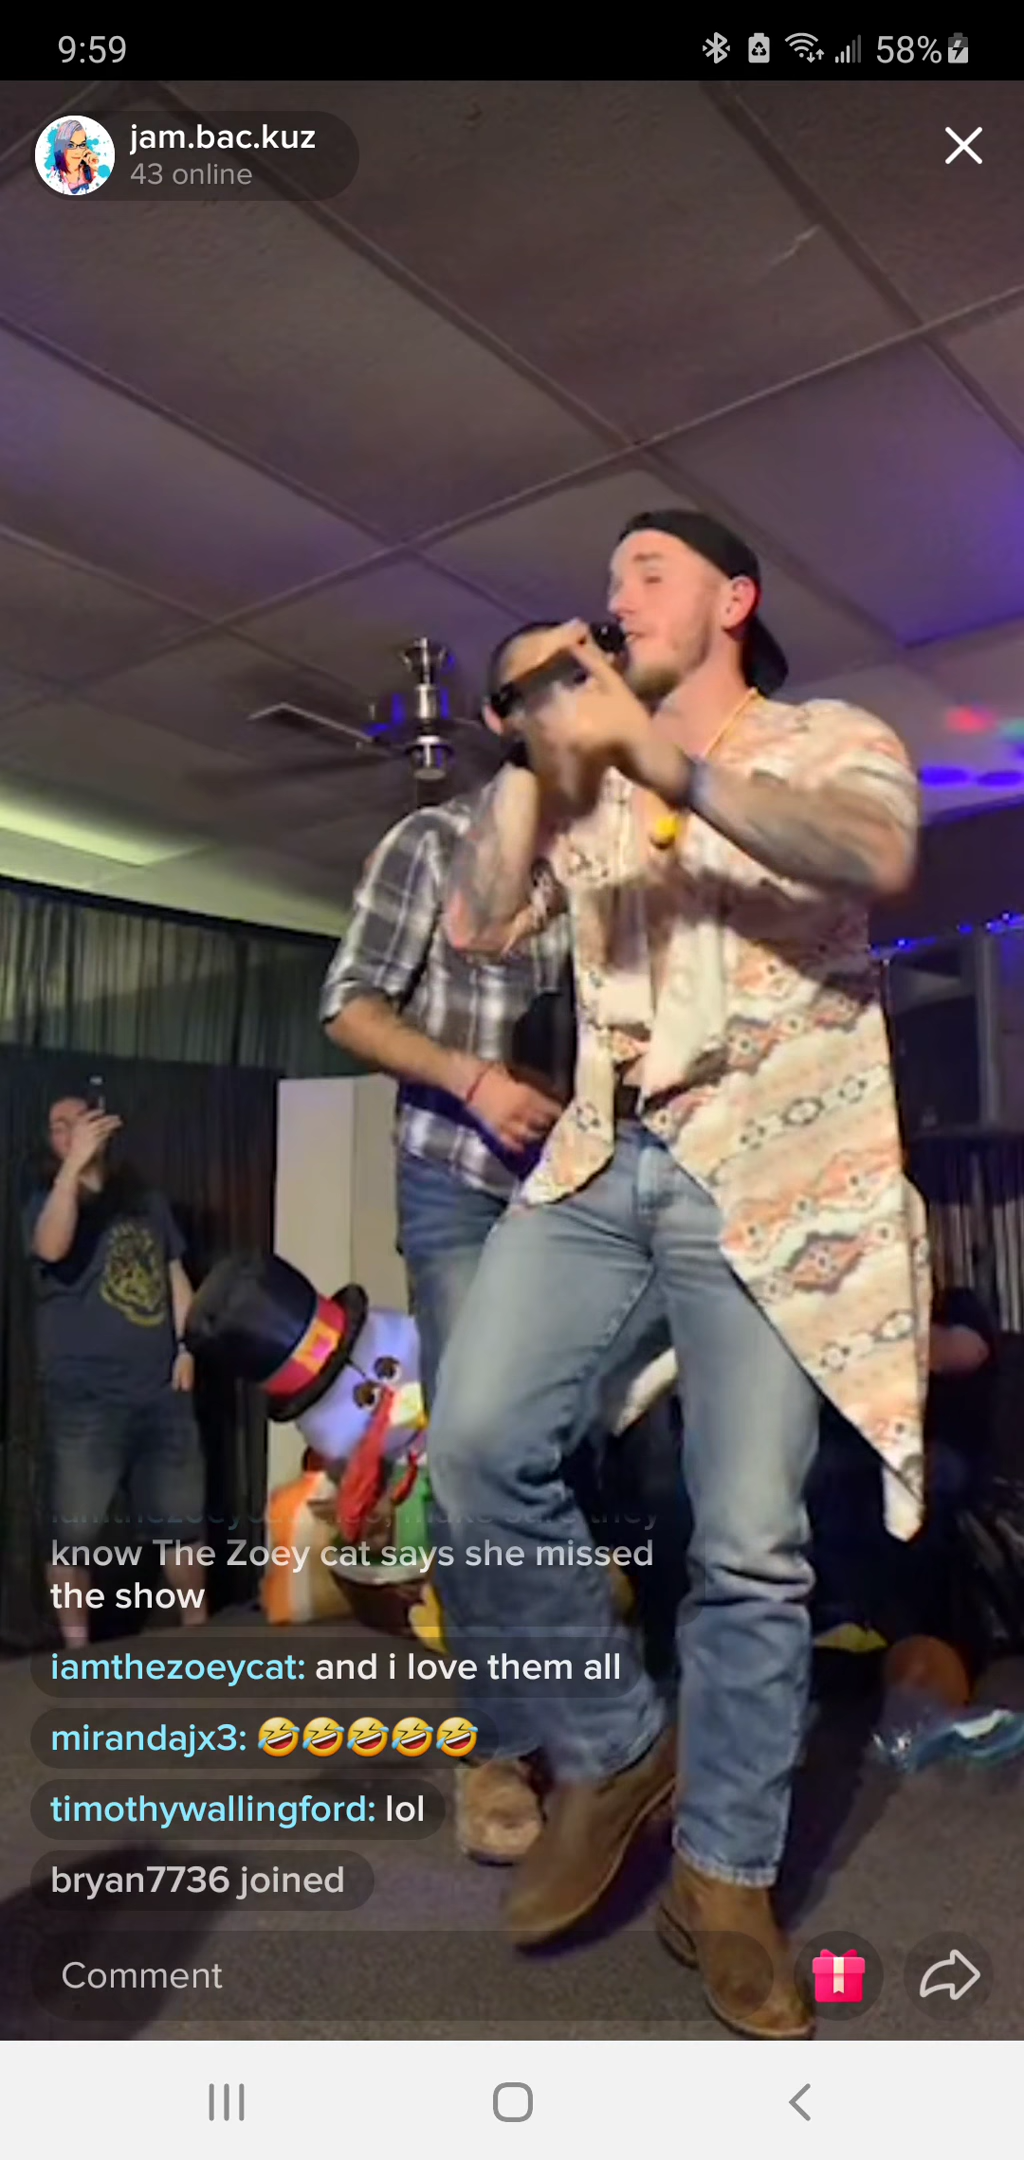 9:59
58%
jam.bac.kuz
43 online
know The Zoey cat says she missed
the show
iamthezoeycat: and i love them all
mirandajx3: 🤣🤣🤣🤣🤣
timothywallingford: lol
bryan7736 joined
Comment